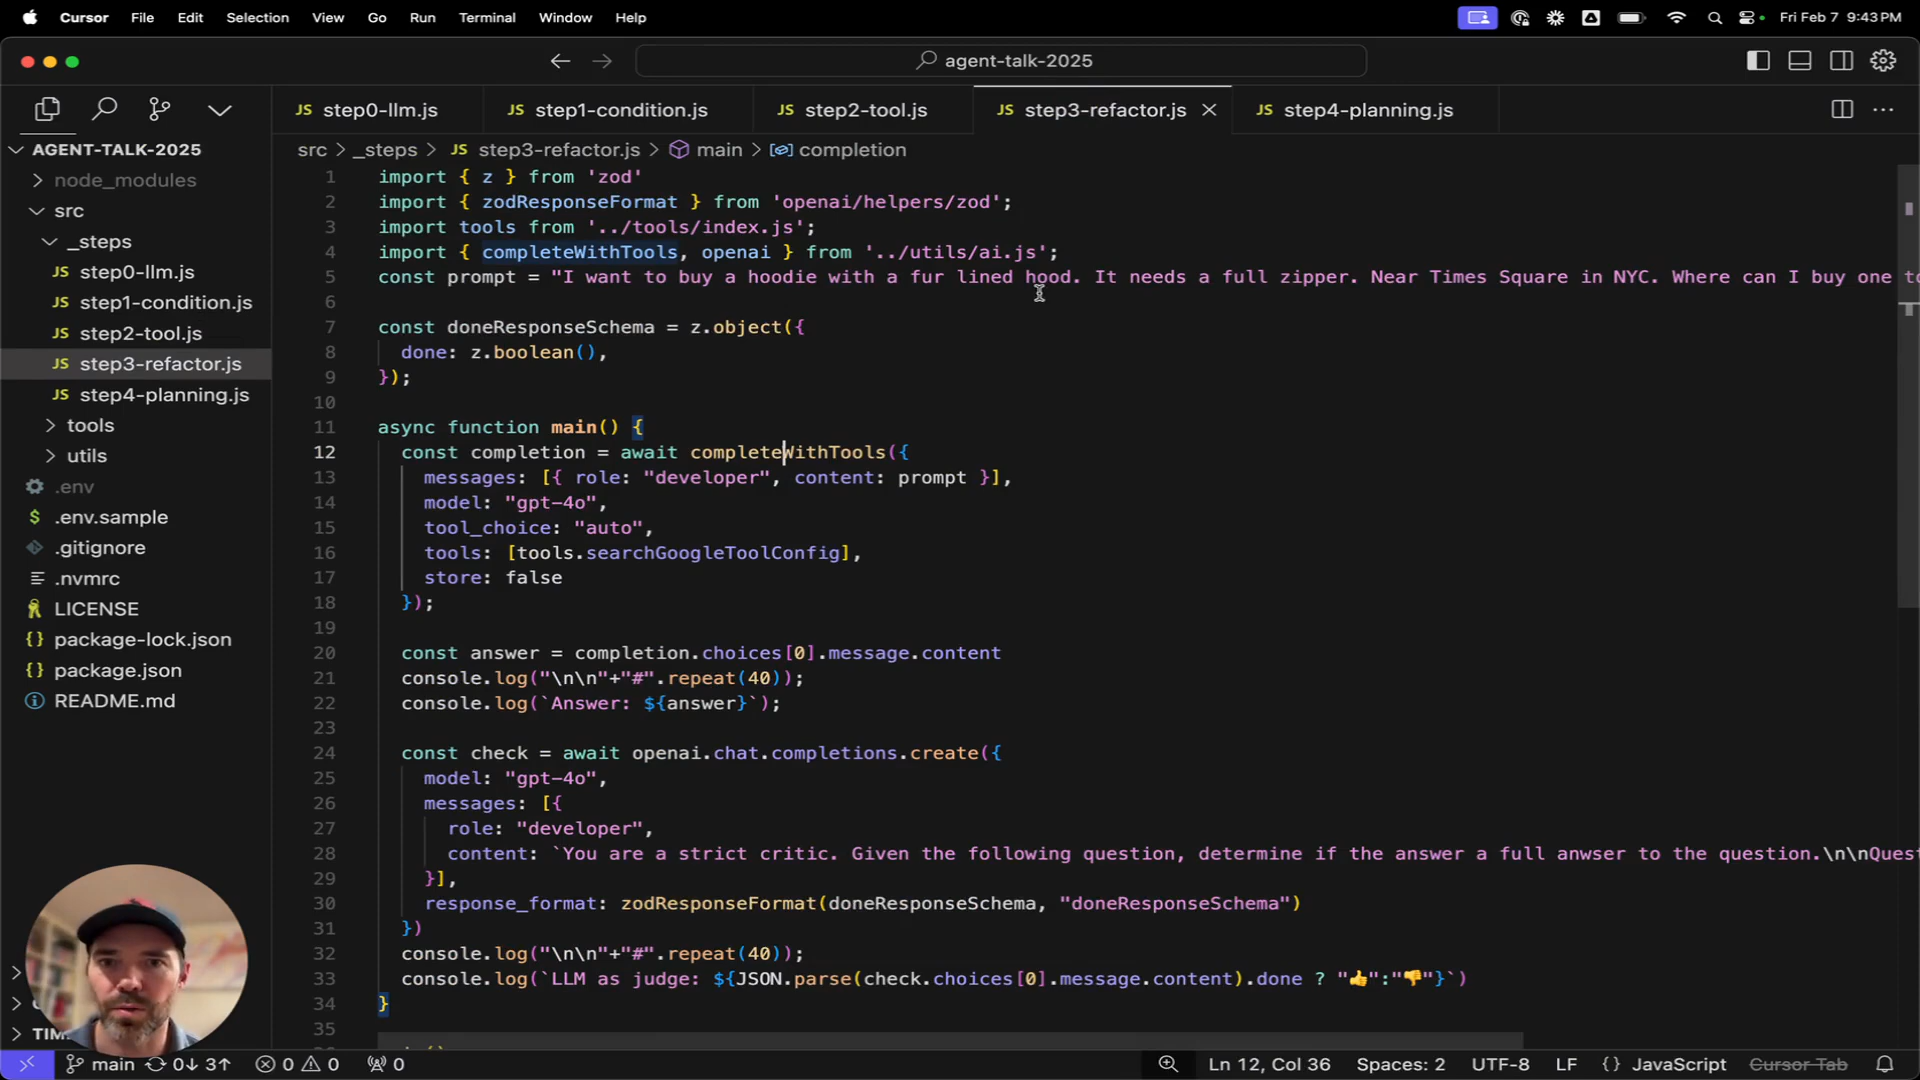 Cursor File Edit Selection View Go Run Terminal Window Help Fri Feb 7 9:43 PM
agent-talk-2025
JS step0-llm.js JS step1-condition.js JS step2-tool.js JS step3-refactor.js JS step4-planning.js
AGENT-TALK-2025
node_modules
src
_steps
JS step0-llm.js
JS step1-condition.js
JS step2-tool.js
JS step3-refactor.js
JS step4-planning.js
tools
utils
.env
$ .env.sample
.gitignore
.nvmrc
LICENSE
{} package-lock.json
{} package.json
README.md
TIM
src > _steps > JS step3-refactor.js > main > completion
1 import { z } from 'zod'
2 import { zodResponseFormat } from 'openai/helpers/zod';
3 import tools from '../tools/index.js';
4 import { completeWithTools, openai } from '../utils/ai.js';
5 const prompt = "I want to buy a hoodie with a fur lined hood. It needs a full zipper. Near Times Square in NYC. Where can I buy one to
6
7 const doneResponseSchema = z.object({
8 done: z.boolean(),
9 });
10
11 async function main() {
12 const completion = await completeWithTools({
13 messages: [{ role: "developer", content: prompt }],
14 model: "gpt-4o",
15 tool_choice: "auto",
16 tools: [tools.searchGoogleToolConfig],
17 store: false
18 });
19
20 const answer = completion.choices[0].message.content
21 console.log("\n\n"+"#".repeat(40));
22 console.log(`Answer: ${answer}`);
23
24 const check = await openai.chat.completions.create({
25 model: "gpt-4o",
26 messages: [{
27 role: "developer",
28 content: `You are a strict critic. Given the following question, determine if the answer a full anwser to the question.\n\nQuest
29 }],
30 response_format: zodResponseFormat(doneResponseSchema, "doneResponseSchema")
31 })
32 console.log("\n\n"+"#".repeat(40));
33 console.log(`LLM as judge: ${JSON.parse(check.choices[0].message.content).done ? "👍":"👎"}`)
34 }
35
main 0↓ 3↑ 0 0 0 Ln 12, Col 36 Spaces: 2 UTF-8 LF {} JavaScript Cursor Tab